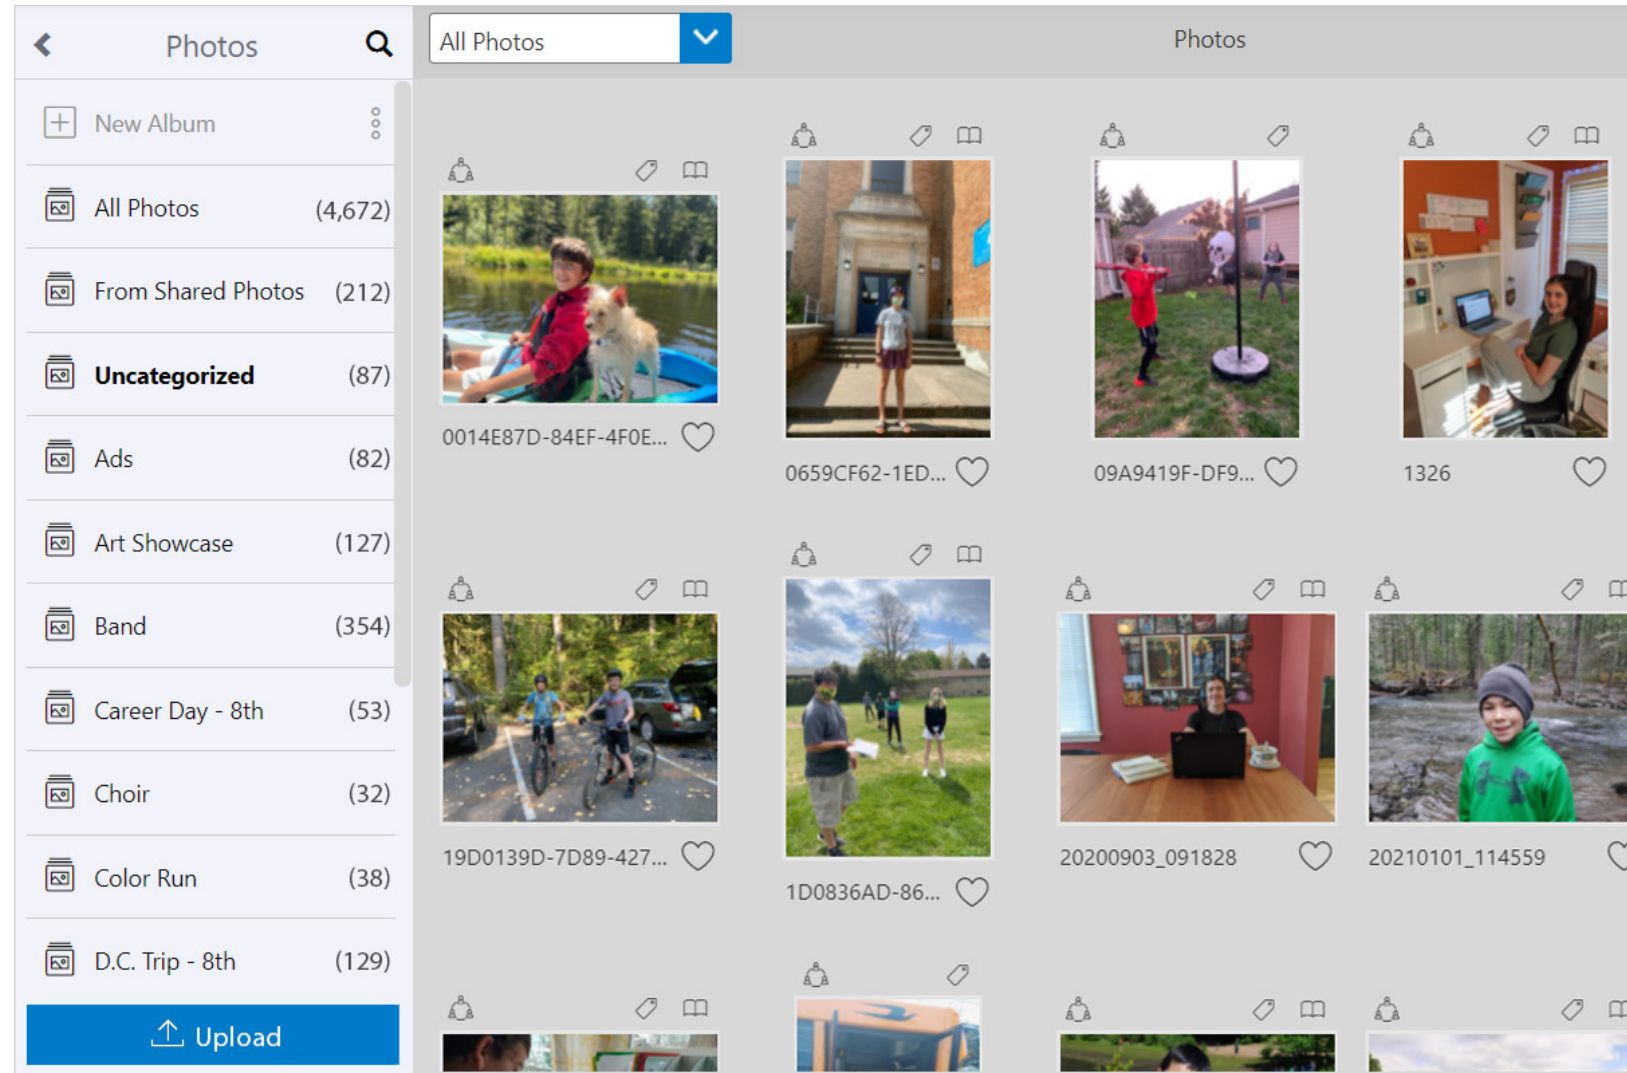 Photos
All Photos
Photos
New Album
All Photos (4,672)
From Shared Photos (212)
Uncategorized (87)
Ads (82)
Art Showcase (127)
Band (354)
Career Day - 8th (53)
Choir (32)
Color Run (38)
D.C. Trip - 8th (129)
Upload
0014E87D-84EF-4F0E...
0659CF62-1ED...
09A9419F-DF9...
1326
19D0139D-7D89-427...
1D0836AD-86...
20200903_091828
20210101_114559